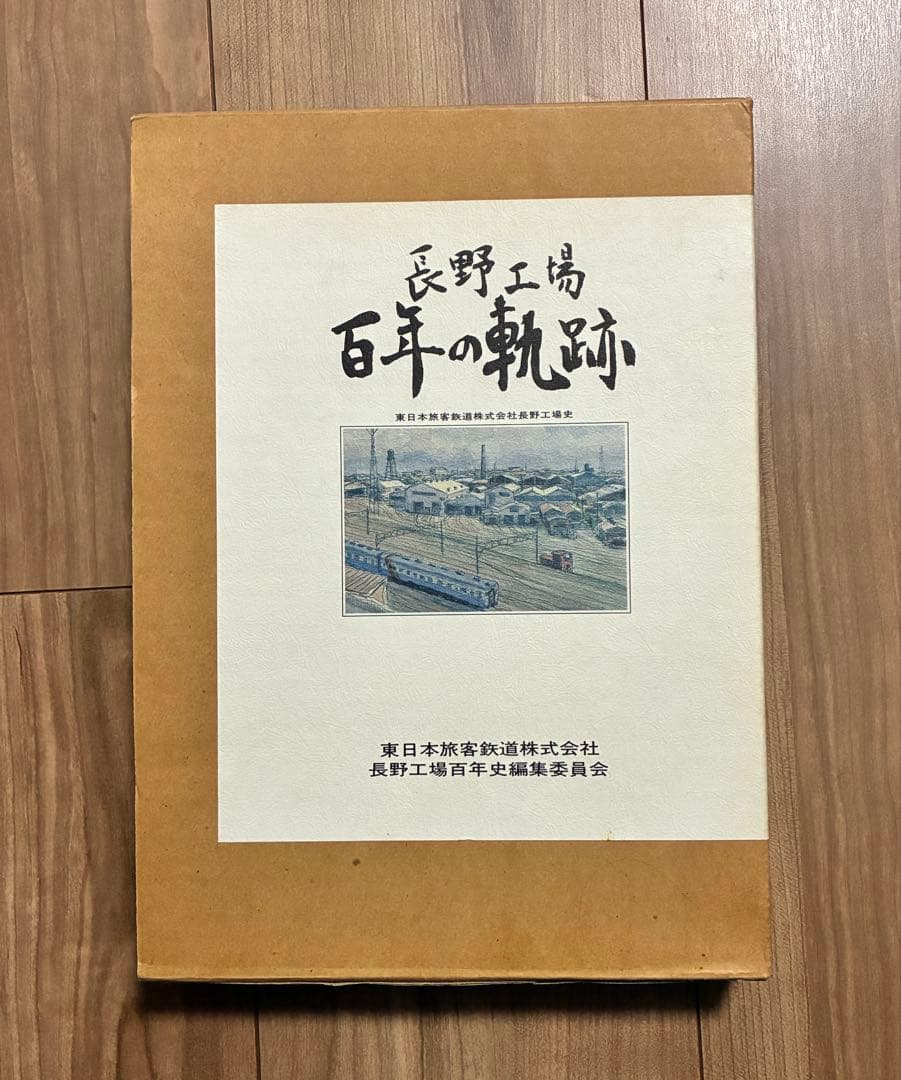 長野工場
百年の軌跡
東日本旅客鉄道株式会社長野工場史
東日本旅客鉄道株式会社
長野工場百年史編集委員会